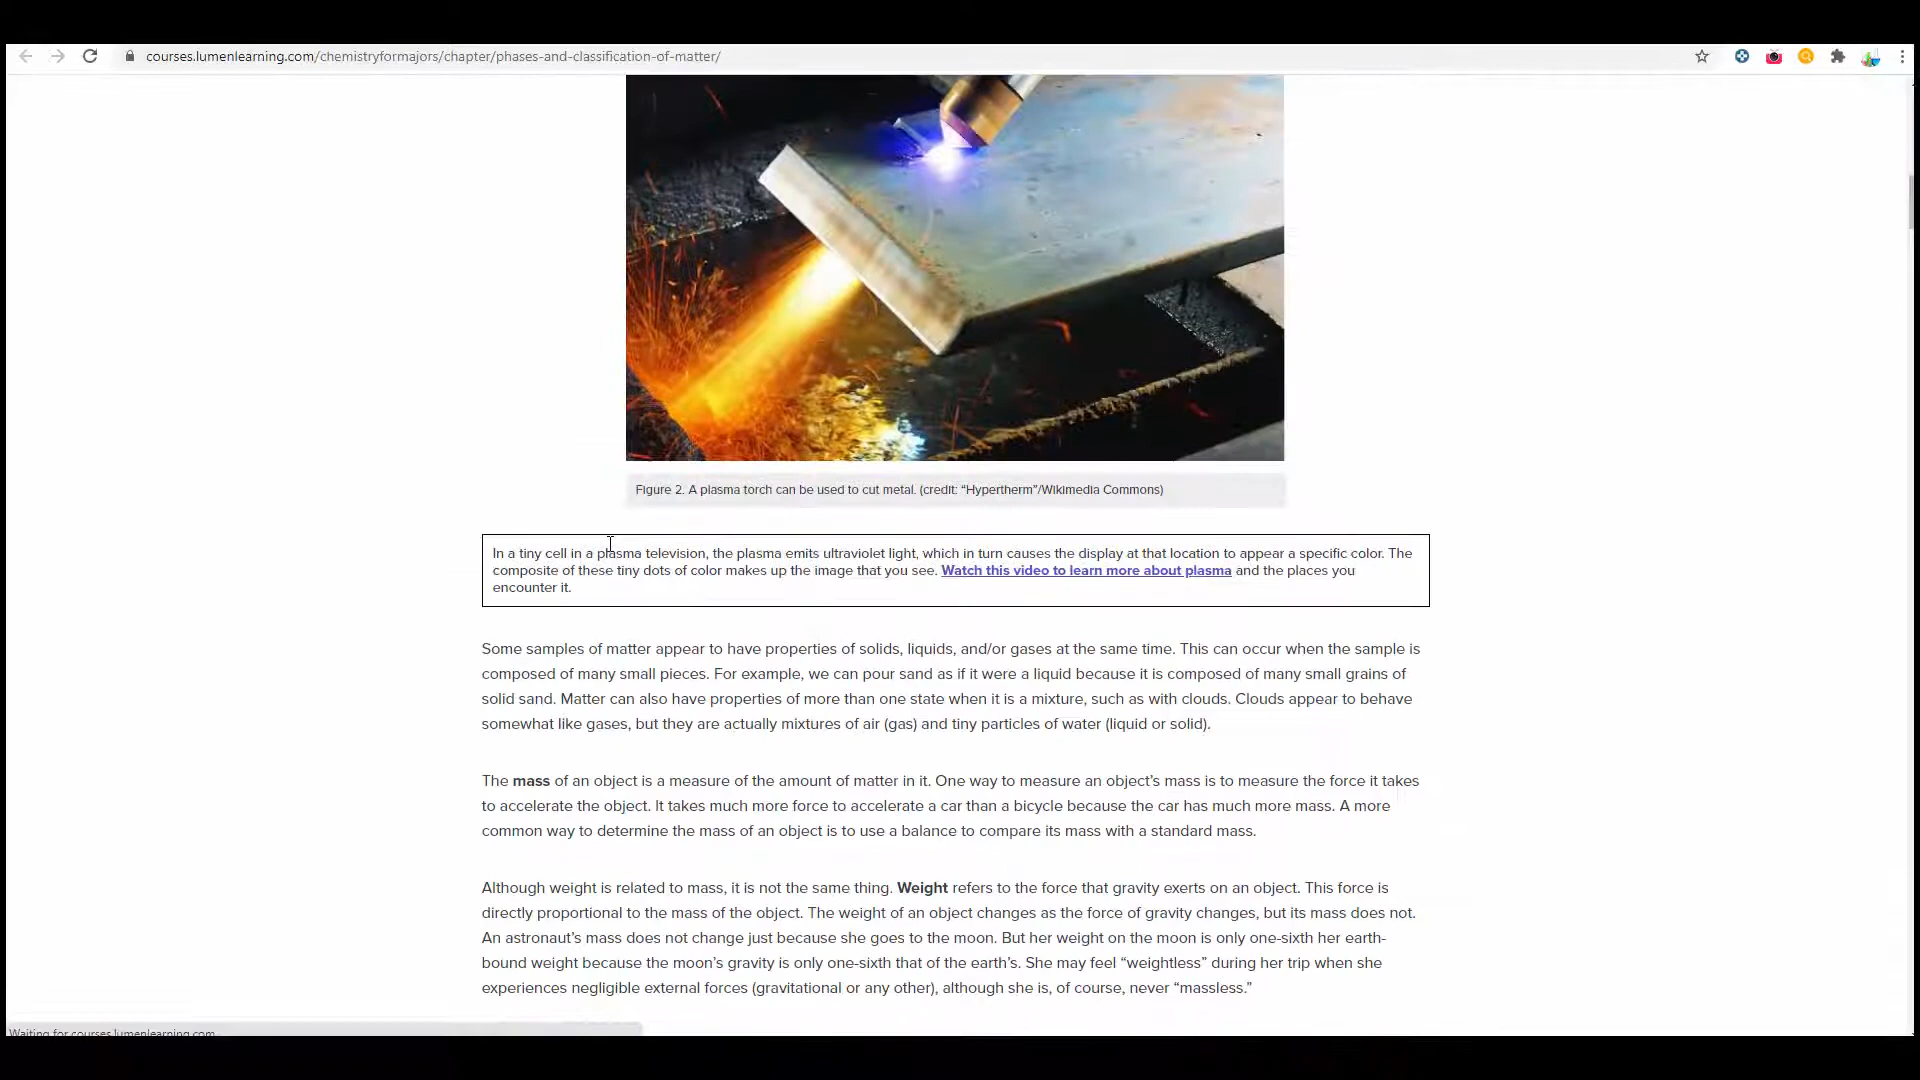 courses.lumenlearning.com/chemistryformajors/chapter/phases-and-classification-of-matter/
Figure 2. A plasma torch can be used to cut metal. (credit: “Hypertherm”/Wikimedia Commons)
In a tiny cell in a plasma television, the plasma emits ultraviolet light, which in turn causes the display at that location to appear a specific color. The
composite of these tiny dots of color makes up the image that you see. Watch this video to learn more about plasma and the places you
encounter it.
Some samples of matter appear to have properties of solids, liquids, and/or gases at the same time. This can occur when the sample is
composed of many small pieces. For example, we can pour sand as if it were a liquid because it is composed of many small grains of
solid sand. Matter can also have properties of more than one state when it is a mixture, such as with clouds. Clouds appear to behave
somewhat like gases, but they are actually mixtures of air (gas) and tiny particles of water (liquid or solid).
The mass of an object is a measure of the amount of matter in it. One way to measure an object’s mass is to measure the force it takes
to accelerate the object. It takes much more force to accelerate a car than a bicycle because the car has much more mass. A more
common way to determine the mass of an object is to use a balance to compare its mass with a standard mass.
Although weight is related to mass, it is not the same thing. Weight refers to the force that gravity exerts on an object. This force is
directly proportional to the mass of the object. The weight of an object changes as the force of gravity changes, but its mass does not.
An astronaut’s mass does not change just because she goes to the moon. But her weight on the moon is only one-sixth her earth-
bound weight because the moon’s gravity is only one-sixth that of the earth’s. She may feel “weightless” during her trip when she
experiences negligible external forces (gravitational or any other), although she is, of course, never “massless.”
Waiting for courses.lumenlearning.com...